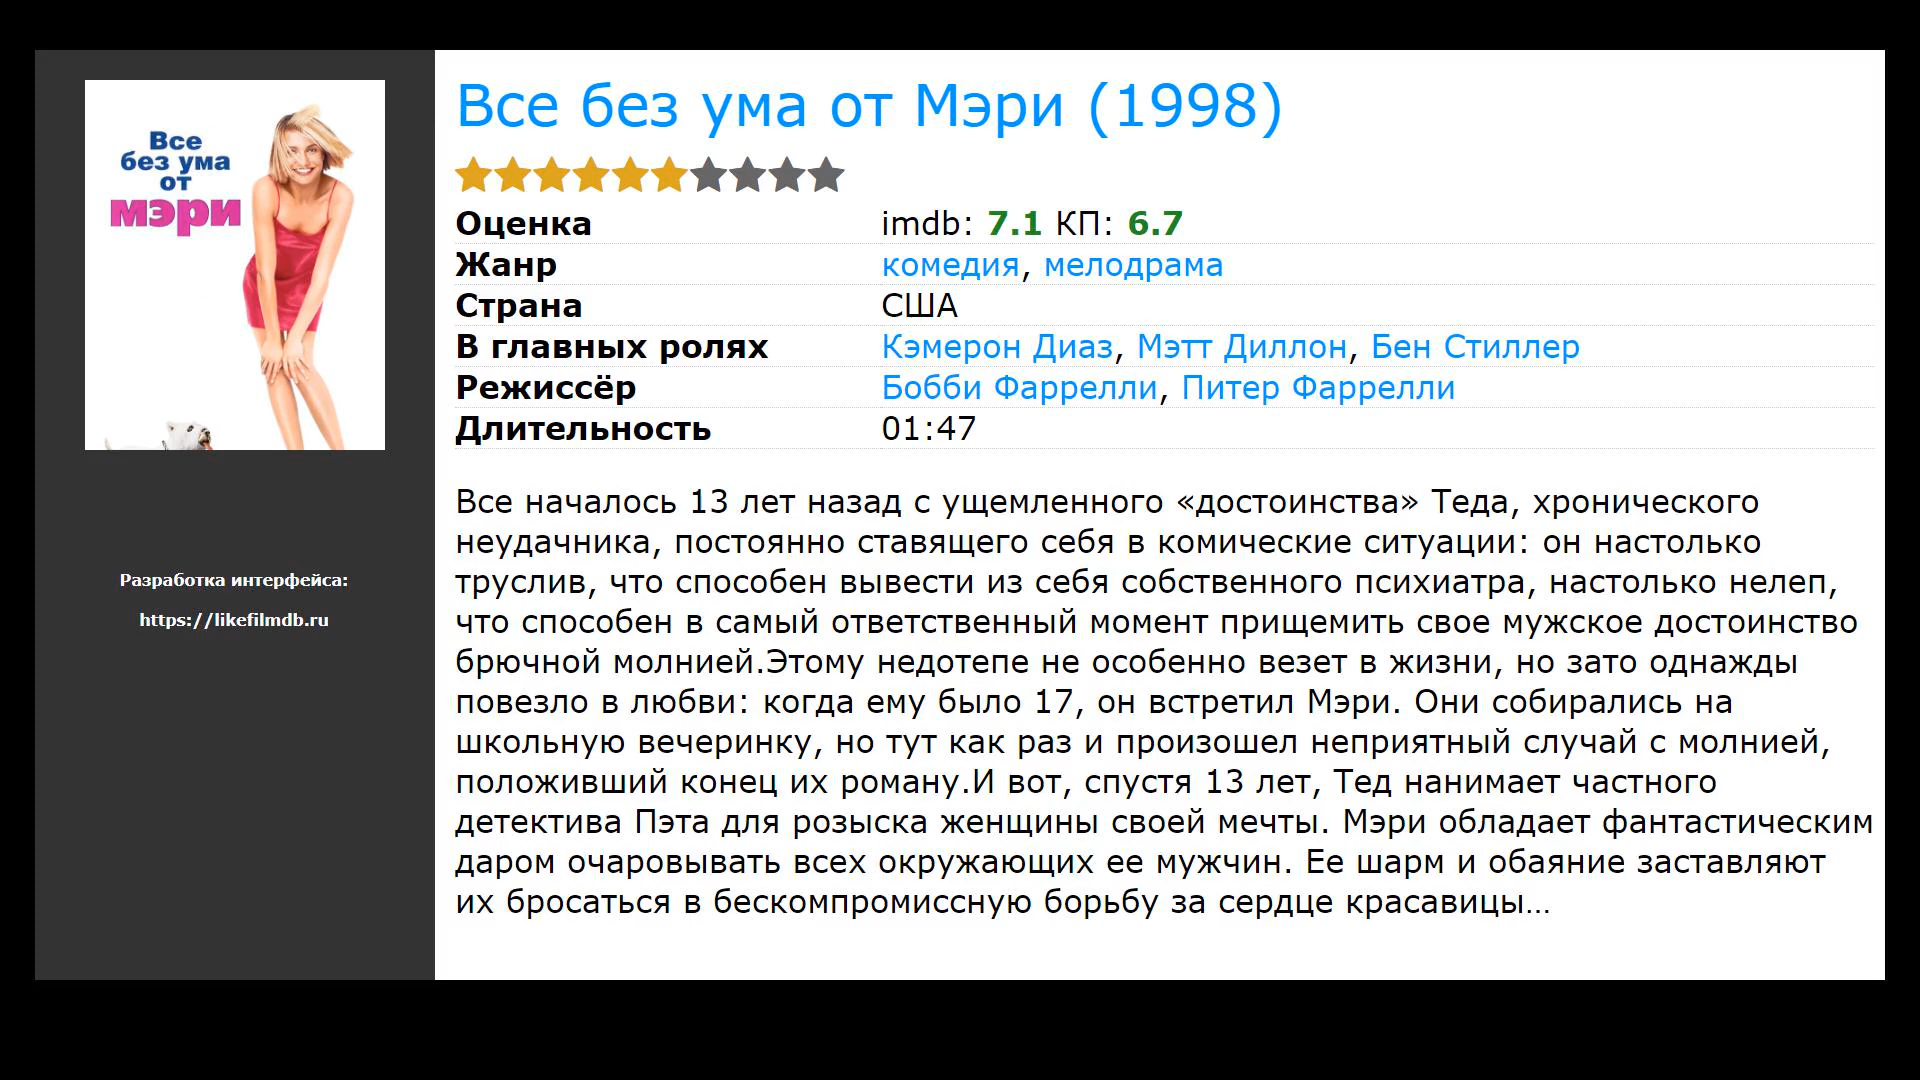 Все
без ума
от
мэри
Разработка интерфейса:
https://likefilmdb.ru
Все без ума от Мэри (1998)
Оценка imdb: 7.1 КП: 6.7
Жанр комедия, мелодрама
Страна США
В главных ролях Кэмерон Диаз, Мэтт Диллон, Бен Стиллер
Режиссёр Бобби Фаррелли, Питер Фаррелли
Длительность 01:47
Все началось 13 лет назад с ущемленного «достоинства» Теда, хронического
неудачника, постоянно ставящего себя в комические ситуации: он настолько
труслив, что способен вывести из себя собственного психиатра, настолько нелеп,
что способен в самый ответственный момент прищемить свое мужское достоинство
брючной молнией.Этому недотепе не особенно везет в жизни, но зато однажды
повезло в любви: когда ему было 17, он встретил Мэри. Они собирались на
школьную вечеринку, но тут как раз и произошел неприятный случай с молнией,
положивший конец их роману.И вот, спустя 13 лет, Тед нанимает частного
детектива Пэта для розыска женщины своей мечты. Мэри обладает фантастическим
даром очаровывать всех окружающих ее мужчин. Ее шарм и обаяние заставляют
их бросаться в бескомпромиссную борьбу за сердце красавицы…